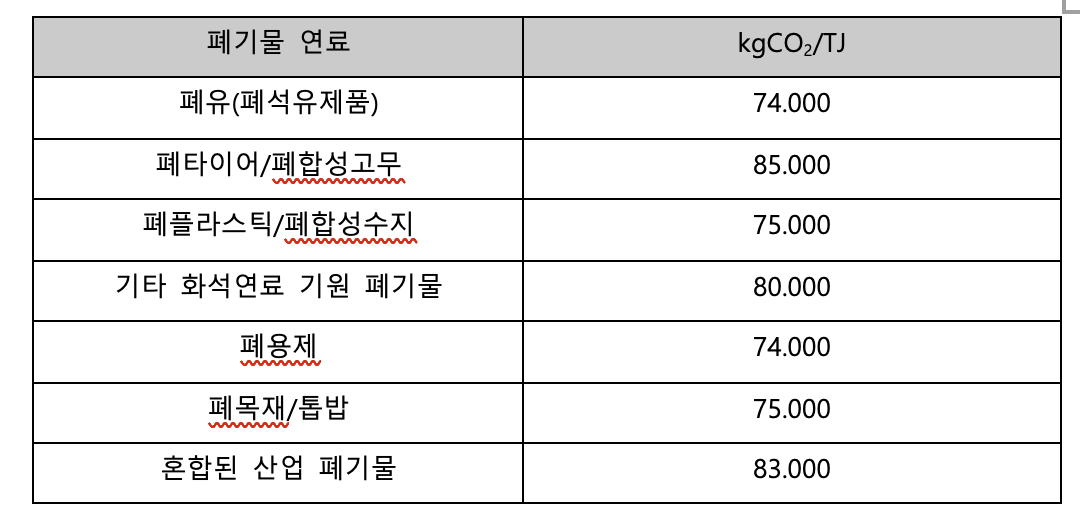 폐기물 연료 kgCO₂/TJ
폐유(폐석유제품) 74.000
폐타이어/폐합성고무 85.000
폐플라스틱/폐합성수지 75.000
기타 화석연료 기원 폐기물 80.000
폐용제 74.000
폐목재/톱밥 75.000
혼합된 산업 폐기물 83.000